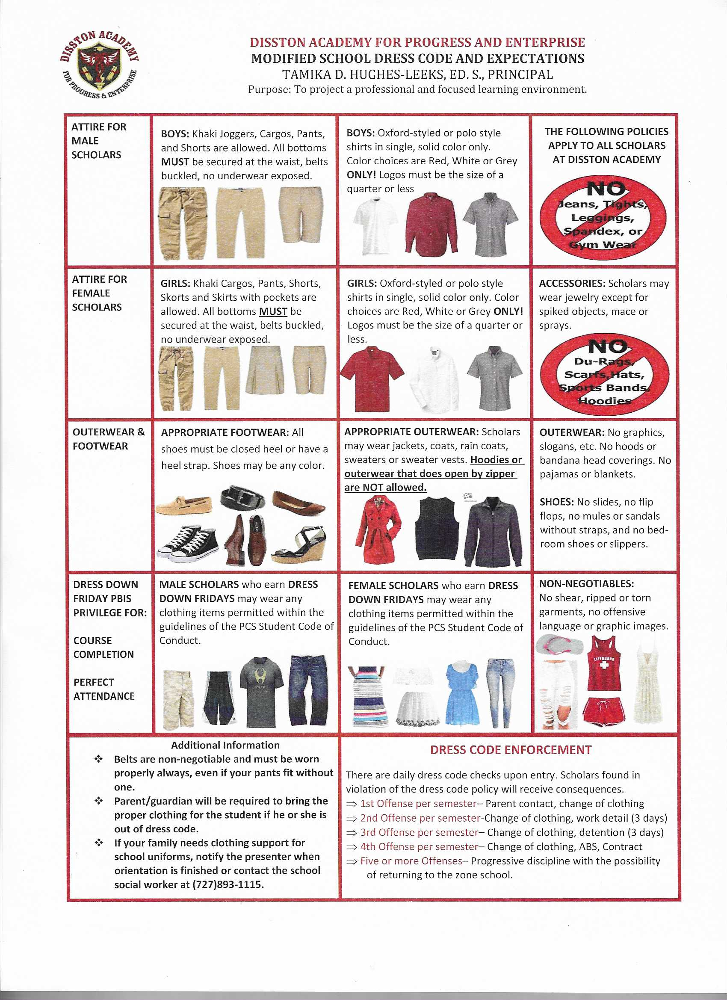 DISSTON ACADEMY
FOR PROGRESS & ENTERPRISE
DISSTON ACADEMY FOR PROGRESS AND ENTERPRISE
MODIFIED SCHOOL DRESS CODE AND EXPECTATIONS
TAMIKA D. HUGHES-LEEKS, ED. S., PRINCIPAL
Purpose: To project a professional and focused learning environment.
ATTIRE FOR
MALE
SCHOLARS
BOYS: Khaki Joggers, Cargos, Pants,
and Shorts are allowed. All bottoms
MUST be secured at the waist, belts
buckled, no underwear exposed.
BOYS: Oxford-styled or polo style
shirts in single, solid color only.
Color choices are Red, White or Grey
ONLY! Logos must be the size of a
quarter or less
THE FOLLOWING POLICIES
APPLY TO ALL SCHOLARS
AT DISSTON ACADEMY
NO
Jeans, Tights,
Leggings,
Spandex, or
Gym Wear
ATTIRE FOR
FEMALE
SCHOLARS
GIRLS: Khaki Cargos, Pants, Shorts,
Skorts and Skirts with pockets are
allowed. All bottoms MUST be
secured at the waist, belts buckled,
no underwear exposed.
GIRLS: Oxford-styled or polo style
shirts in single, solid color only. Color
choices are Red, White or Grey ONLY!
Logos must be the size of a quarter or
less.
ACCESSORIES: Scholars may
wear jewelry except for
spiked objects, mace or
sprays.
NO
Du-Rags,
Scarfs,Hats,
Sports Bands,
Hoodies
OUTERWEAR &
FOOTWEAR
APPROPRIATE FOOTWEAR: All
shoes must be closed heel or have a
heel strap. Shoes may be any color.
APPROPRIATE OUTERWEAR: Scholars
may wear jackets, coats, rain coats,
sweaters or sweater vests. Hoodies or
outerwear that does open by zipper
are NOT allowed.
OUTERWEAR: No graphics,
slogans, etc. No hoods or
bandana head coverings. No
pajamas or blankets.
SHOES: No slides, no flip
flops, no mules or sandals
without straps, and no bed-
room shoes or slippers.
DRESS DOWN
FRIDAY PBIS
PRIVILEGE FOR:
COURSE
COMPLETION
PERFECT
ATTENDANCE
MALE SCHOLARS who earn DRESS
DOWN FRIDAYS may wear any
clothing items permitted within the
guidelines of the PCS Student Code of
Conduct.
HYLETE
FEMALE SCHOLARS who earn DRESS
DOWN FRIDAYS may wear any
clothing items permitted within the
guidelines of the PCS Student Code of
Conduct.
NON-NEGOTIABLES:
No shear, ripped or torn
garments, no offensive
language or graphic images.
LIFEGUARD
Additional Information
❖ Belts are non-negotiable and must be worn
properly always, even if your pants fit without
one.
❖ Parent/guardian will be required to bring the
proper clothing for the student if he or she is
out of dress code.
❖ If your family needs clothing support for
school uniforms, notify the presenter when
orientation is finished or contact the school
social worker at (727)893-1115.
DRESS CODE ENFORCEMENT
There are daily dress code checks upon entry. Scholars found in
violation of the dress code policy will receive consequences.
⇒ 1st Offense per semester– Parent contact, change of clothing
⇒ 2nd Offense per semester-Change of clothing, work detail (3 days)
⇒ 3rd Offense per semester– Change of clothing, detention (3 days)
⇒ 4th Offense per semester– Change of clothing, ABS, Contract
⇒ Five or more Offenses– Progressive discipline with the possibility
of returning to the zone school.